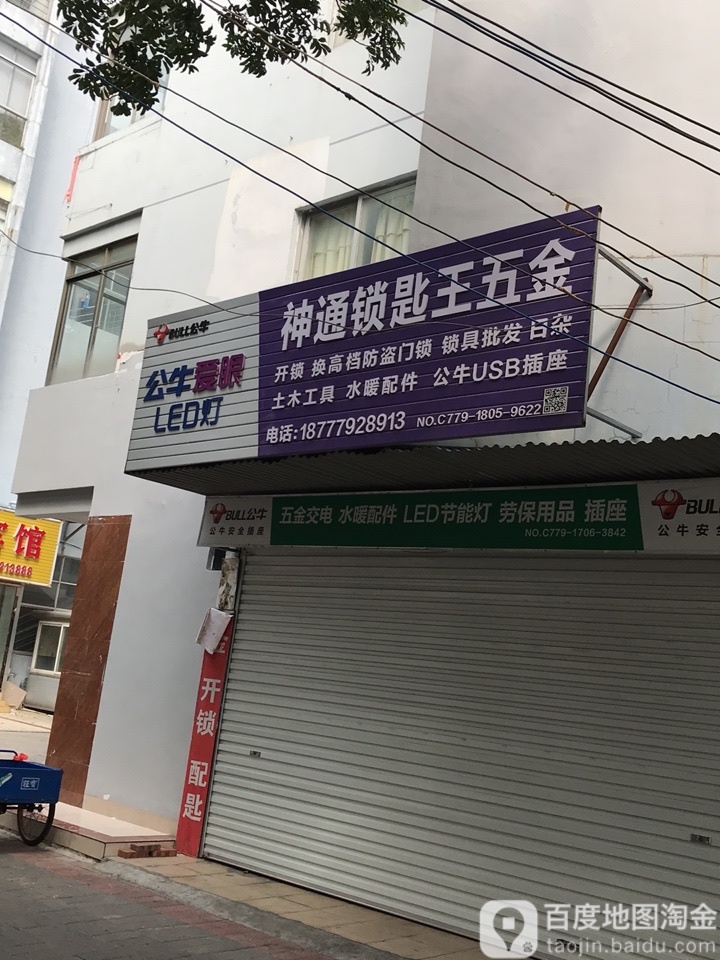 BULL公牛
公牛爱眼
LED灯
神通锁匙王五金
开锁 换高档防盗门锁 锁具批发 百杂
土木工具 水暖配件 公牛USB插座
电话:18777928913 NO.C779-1805-9622
BULL公牛
公牛安全插座
五金交电 水暖配件 LED节能灯 劳保用品 插座
NO.C779-1706-3842
BULL公牛
公牛安全
馆
213888
开锁 配匙
百度地图淘金
taojin.baidu.com